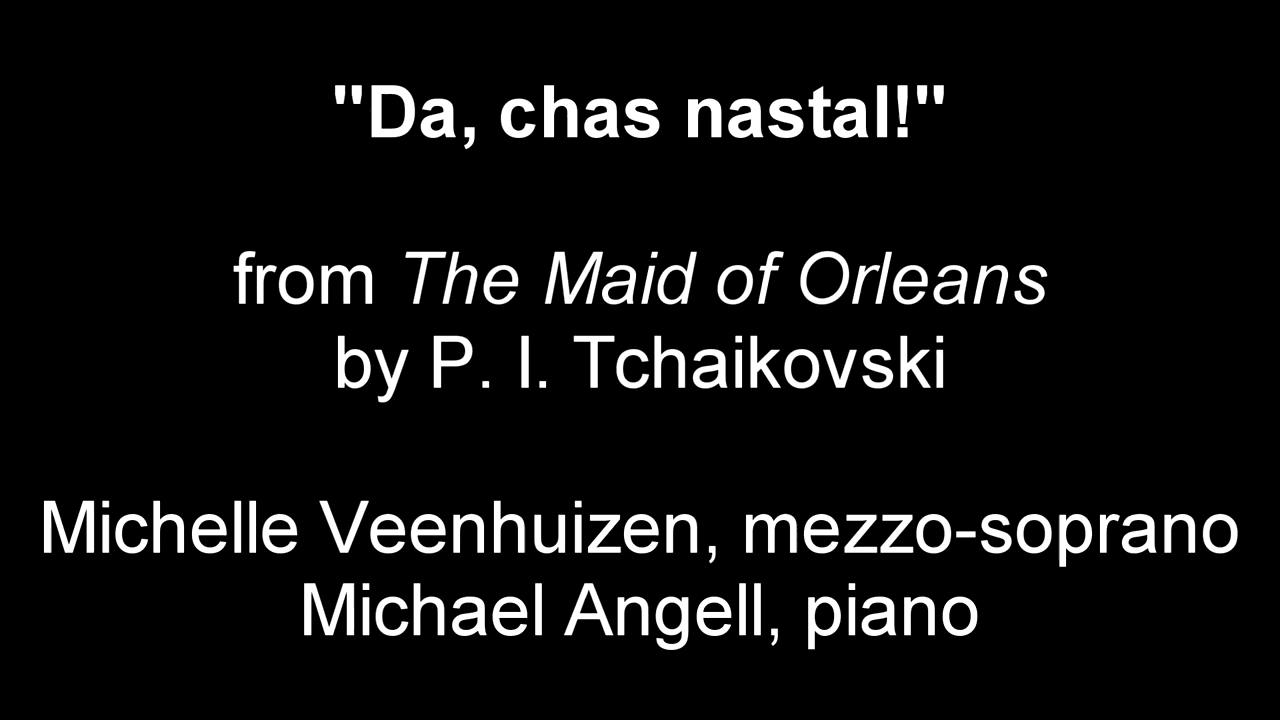 "Da, chas nastal!"
from The Maid of Orleans
by P. I. Tchaikovski
Michelle Veenhuizen, mezzo-soprano
Michael Angell, piano